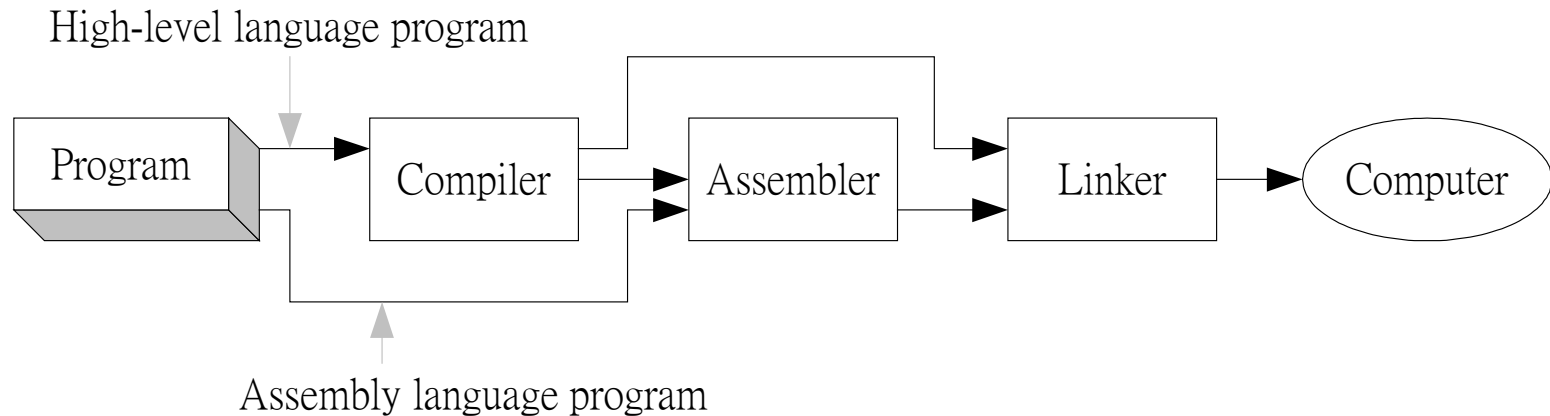 High-level language program
Program
Compiler
Assembler
Linker
Computer
Assembly language program